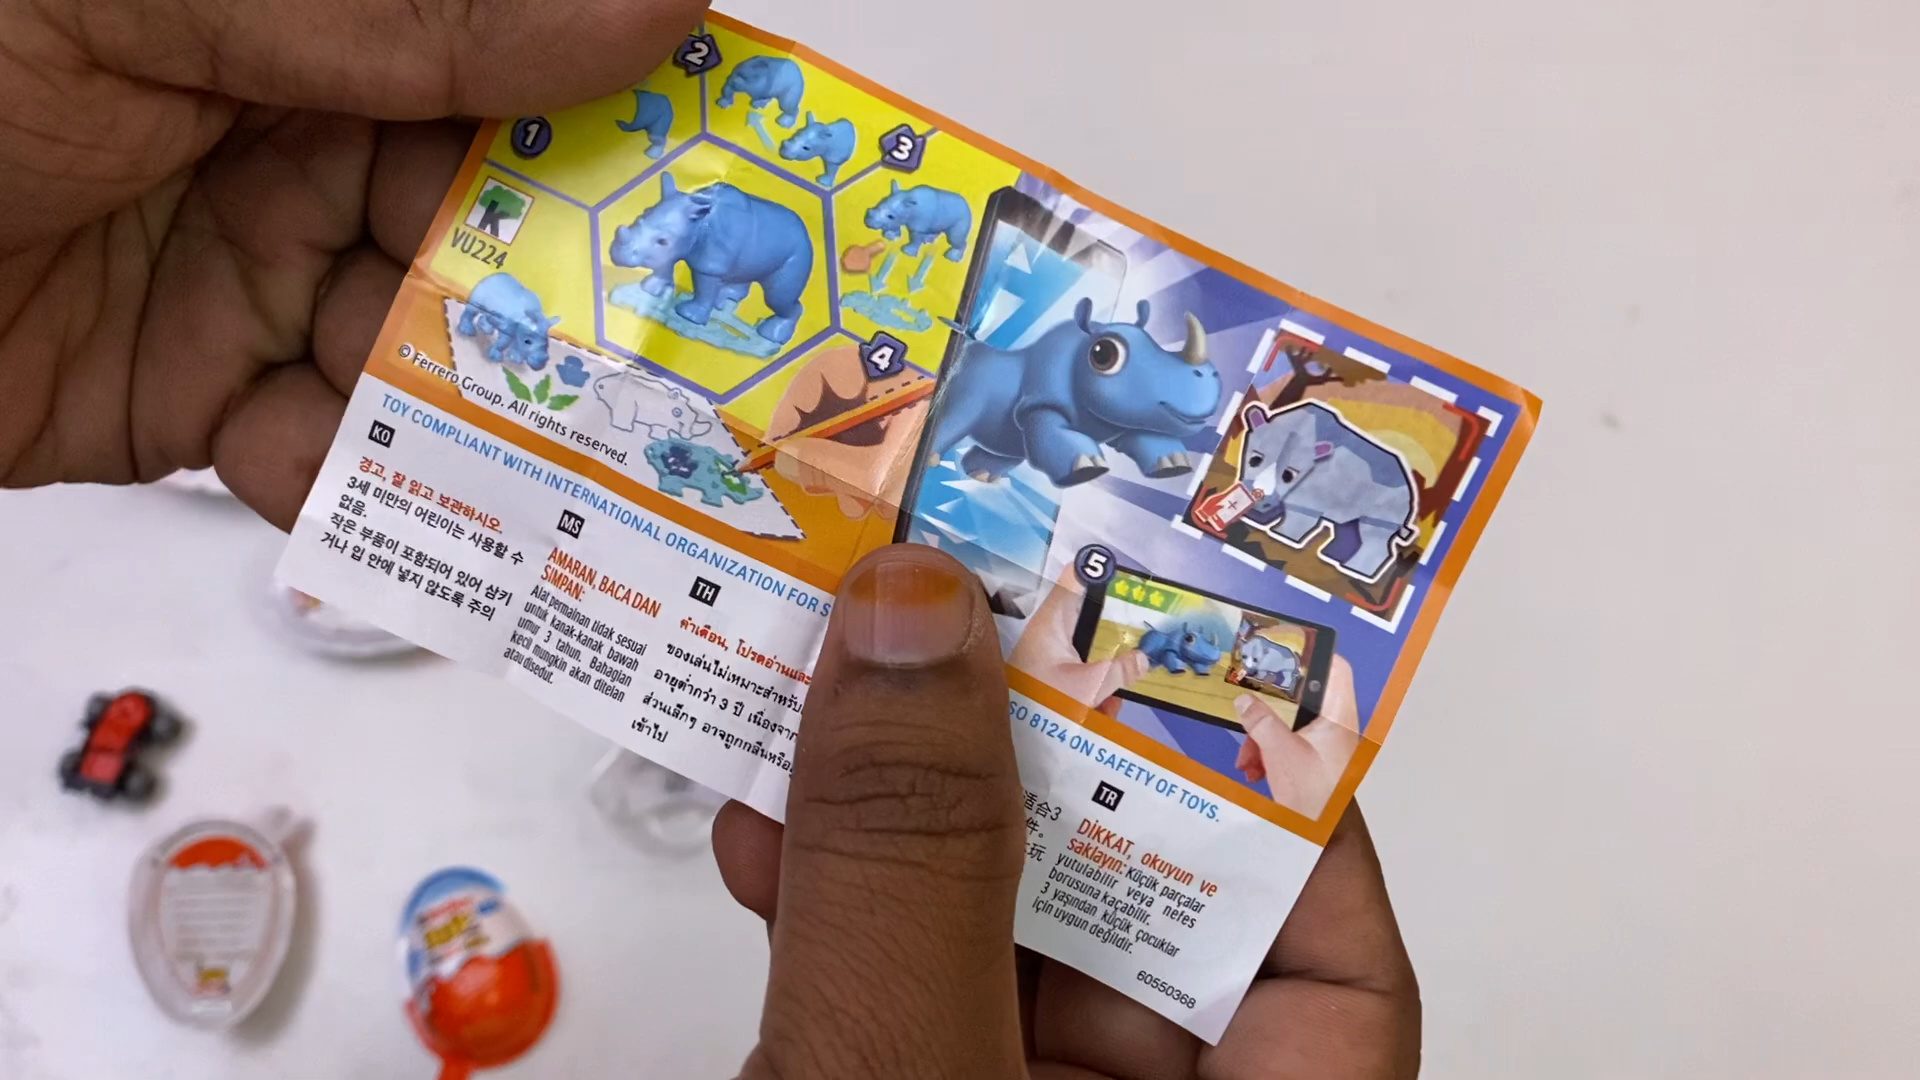 1
2
3
4
5
K
VU224
© Ferrero Group. All rights reserved.
TOY COMPLIANT WITH INTERNATIONAL ORGANIZATION FOR S
SO 8124 ON SAFETY OF TOYS.
KO
경고, 잘 읽고 보관하시오.
3세 미만의 어린이는 사용할 수
없음.
작은 부품이 포함되어 있어 삼키
거나 입 안에 넣지 않도록 주의
MS
AMARAN, BACA DAN
SIMPAN:
Alat permainan tidak sesuai
untuk kanak-kanak bawah
umur 3 tahun. Bahagian
kecil mungkin akan ditelan
atau disedut.
TH
คำเตือน, โปรดอ่านและ
ของเล่นไม่เหมาะสำหรับ
อายุต่ำกว่า 3 ปี เนื่องจาก
ส่วนเล็กๆ อาจถูกกลืนหรือ
เข้าไป
适合3
件。
玩
TR
DİKKAT, okuyun ve
saklayın: Küçük parçalar
yutulabilir veya nefes
borusuna kaçabilir.
3 yaşından küçük çocuklar
için uygun değildir.
60550368